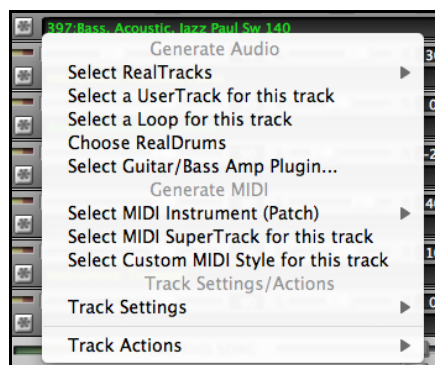 397:Bass, Acoustic, Jazz Paul Sw 140
Generate Audio
Select RealTracks
Select a UserTrack for this track
Select a Loop for this track
Choose RealDrums
Select Guitar/Bass Amp Plugin...
Generate MIDI
Select MIDI Instrument (Patch)
Select MIDI SuperTrack for this track
Select Custom MIDI Style for this track
Track Settings/Actions
Track Settings
Track Actions